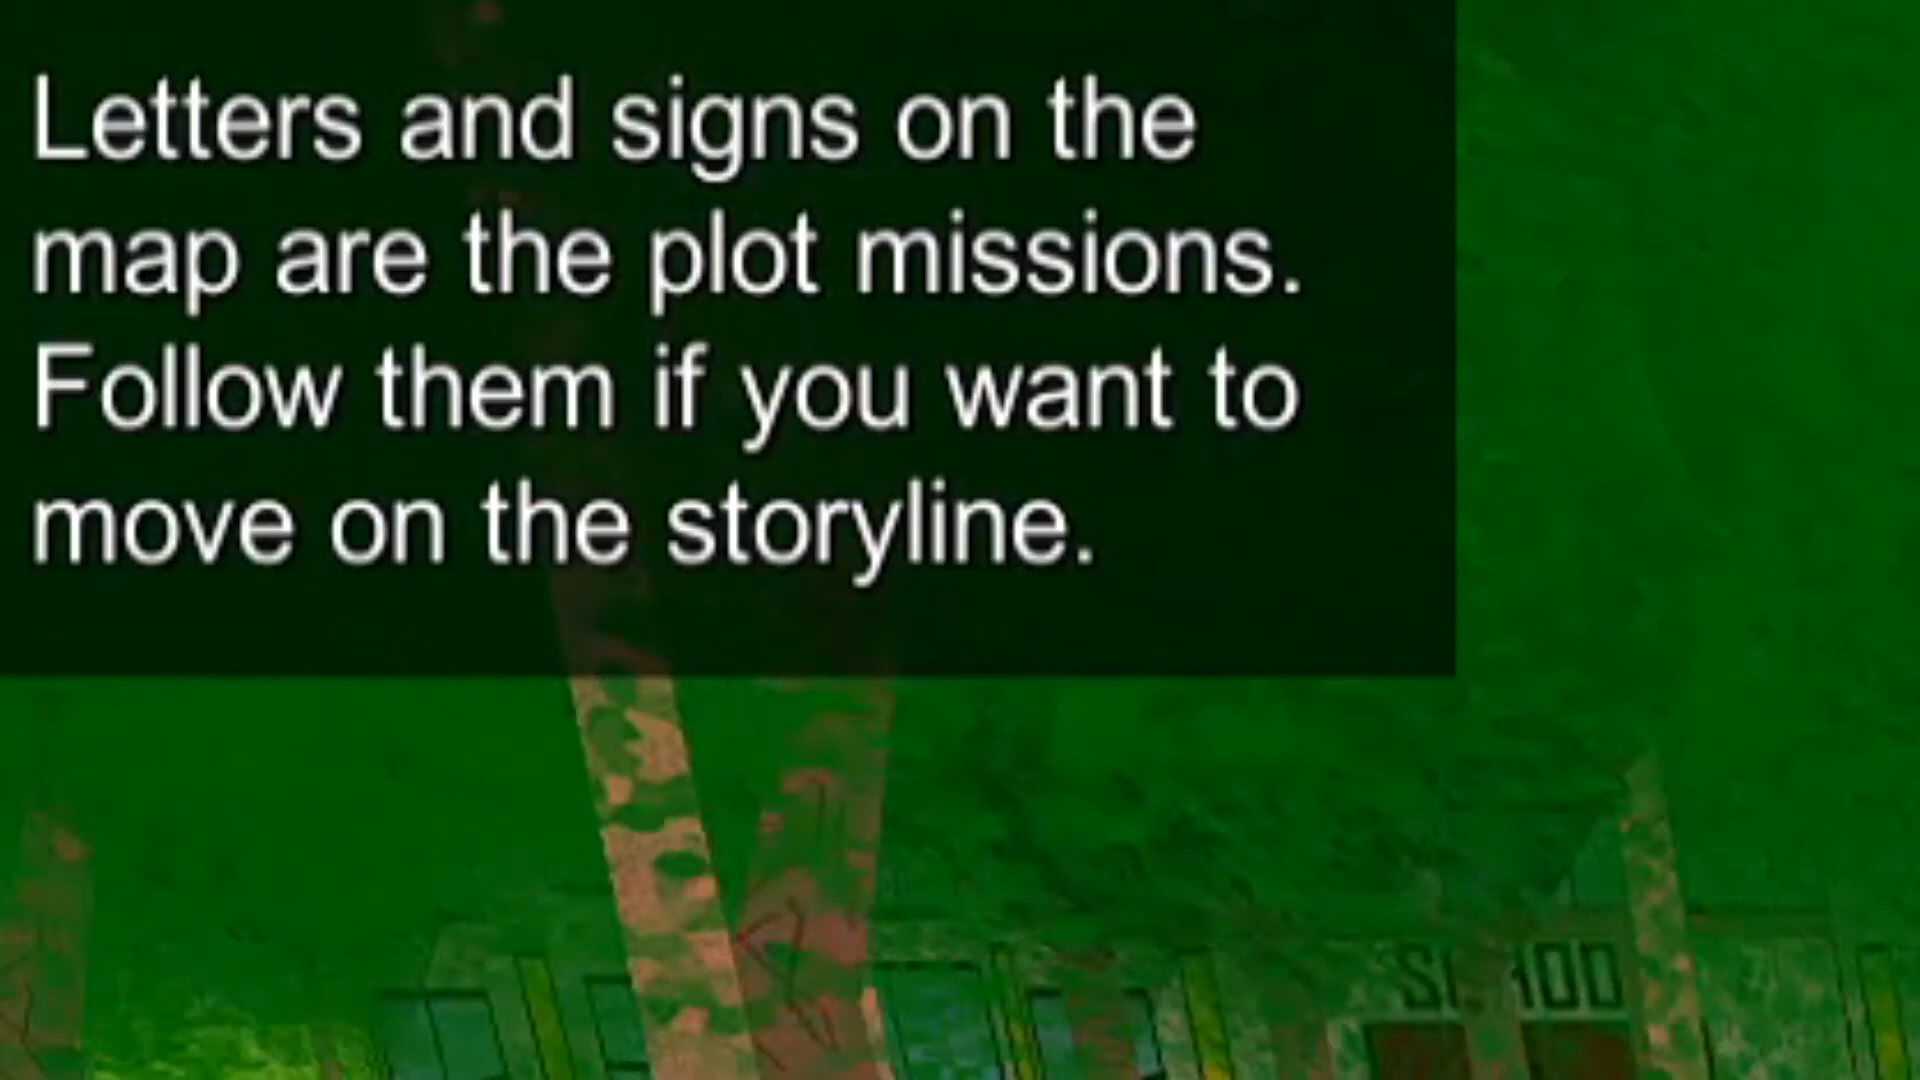 Letters and signs on the
map are the plot missions.
Follow them if you want to
move on the storyline.